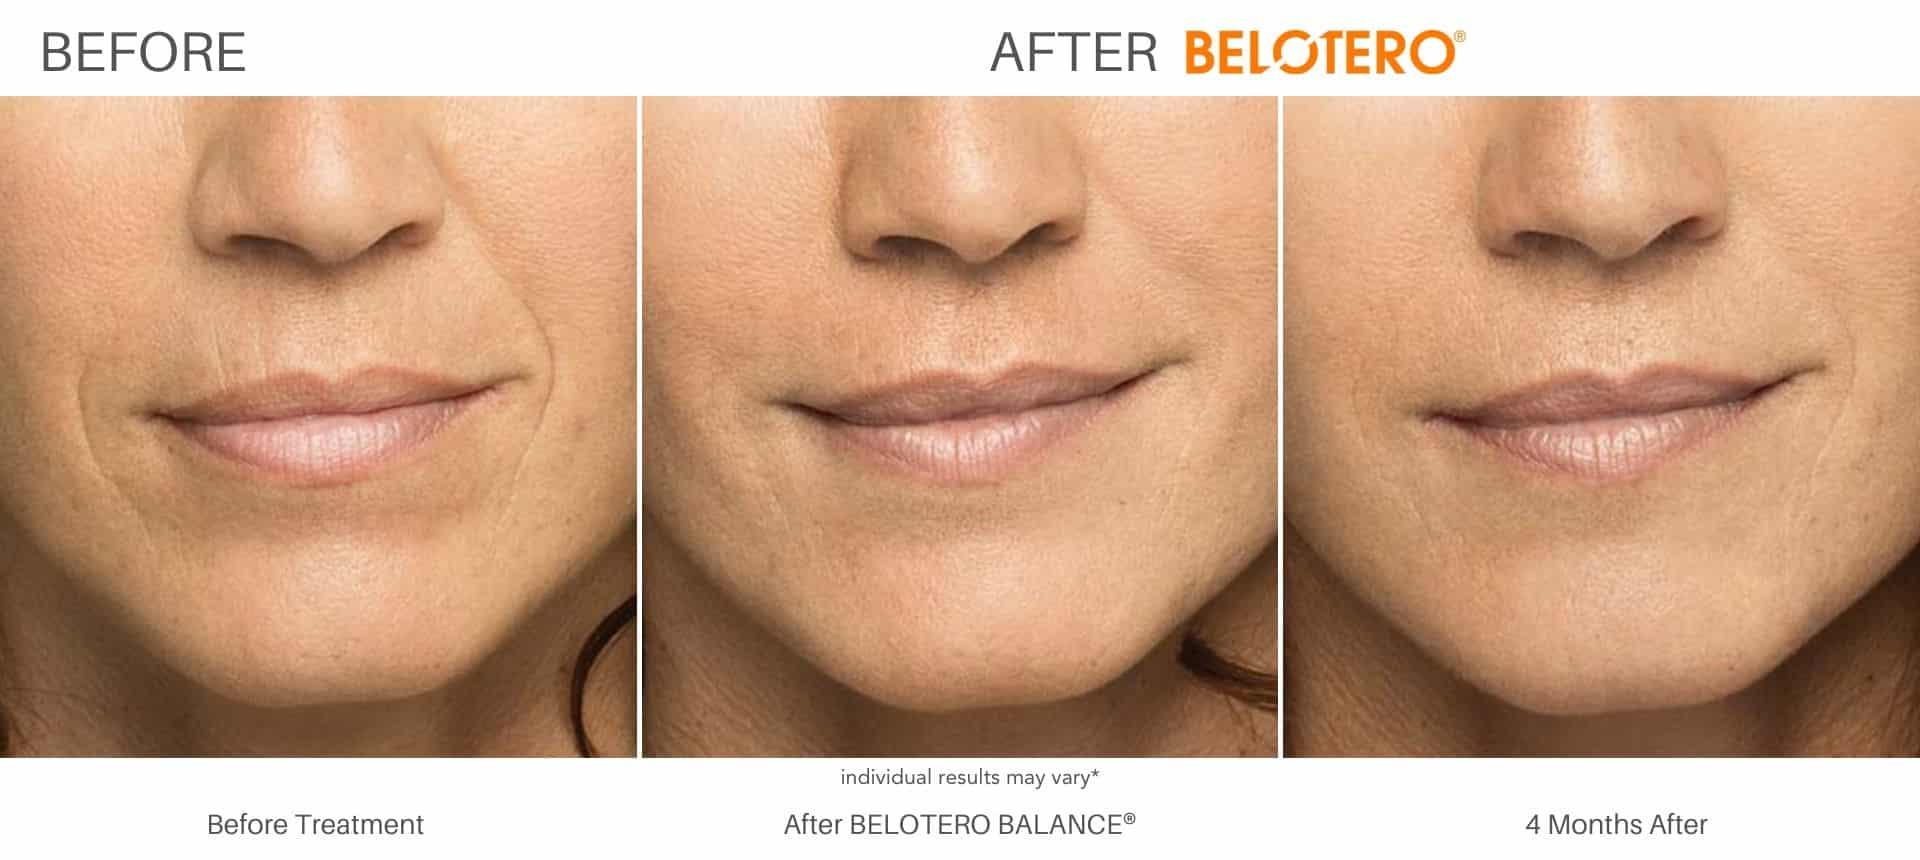 BEFORE
AFTER BELOTERO®
individual results may vary*
Before Treatment
After BELOTERO BALANCE®
4 Months After